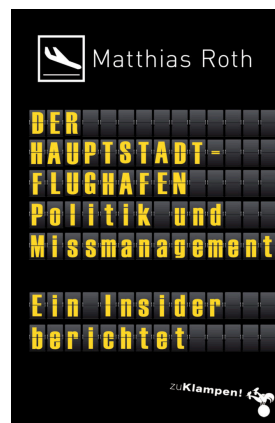 Matthias Roth
DER
HAUPTSTADT-
FLUGHAFEN
Politik und
Missmanagement
Ein Insider
berichtet
zuKlampen!